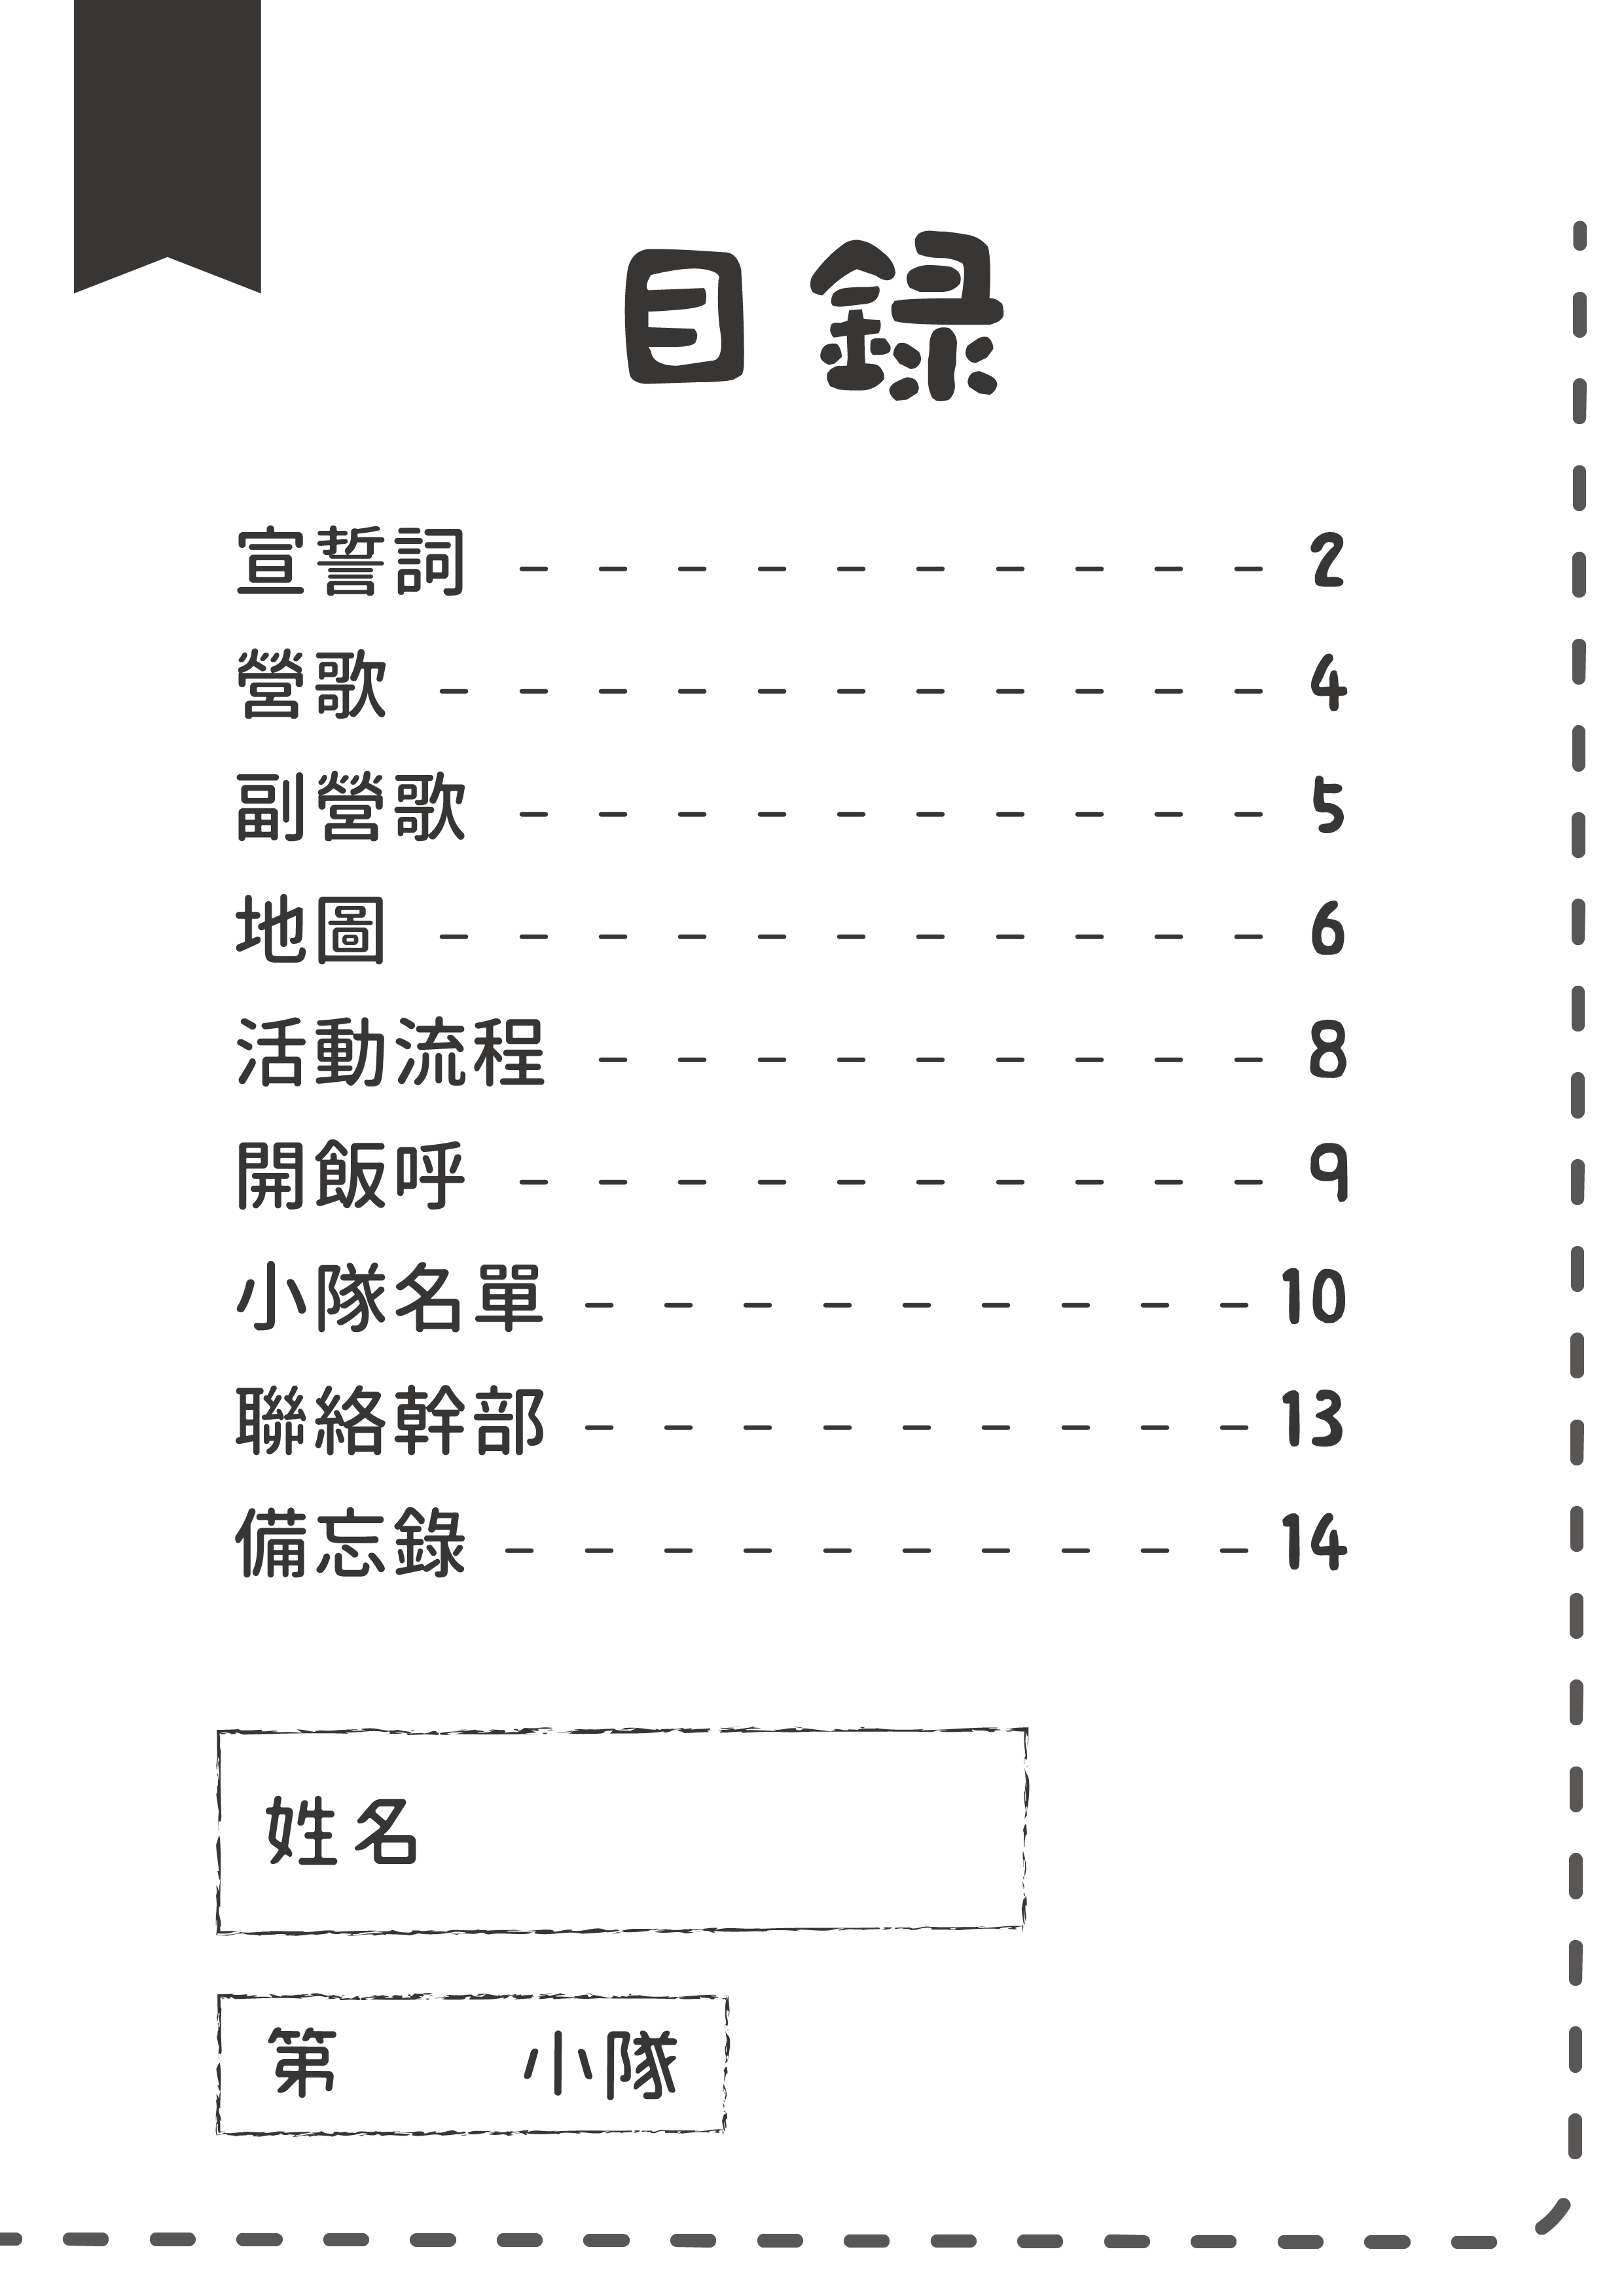 目錄
宣誓詞 - - - - - - - - - - 2
營歌 - - - - - - - - - - - 4
副營歌 - - - - - - - - - - 5
地圖 - - - - - - - - - - - 6
活動流程 - - - - - - - - - 8
開飯呼 - - - - - - - - - - 9
小隊名單 - - - - - - - - - 10
聯絡幹部 - - - - - - - - - 13
備忘錄 - - - - - - - - - - 14
姓名
第 小隊